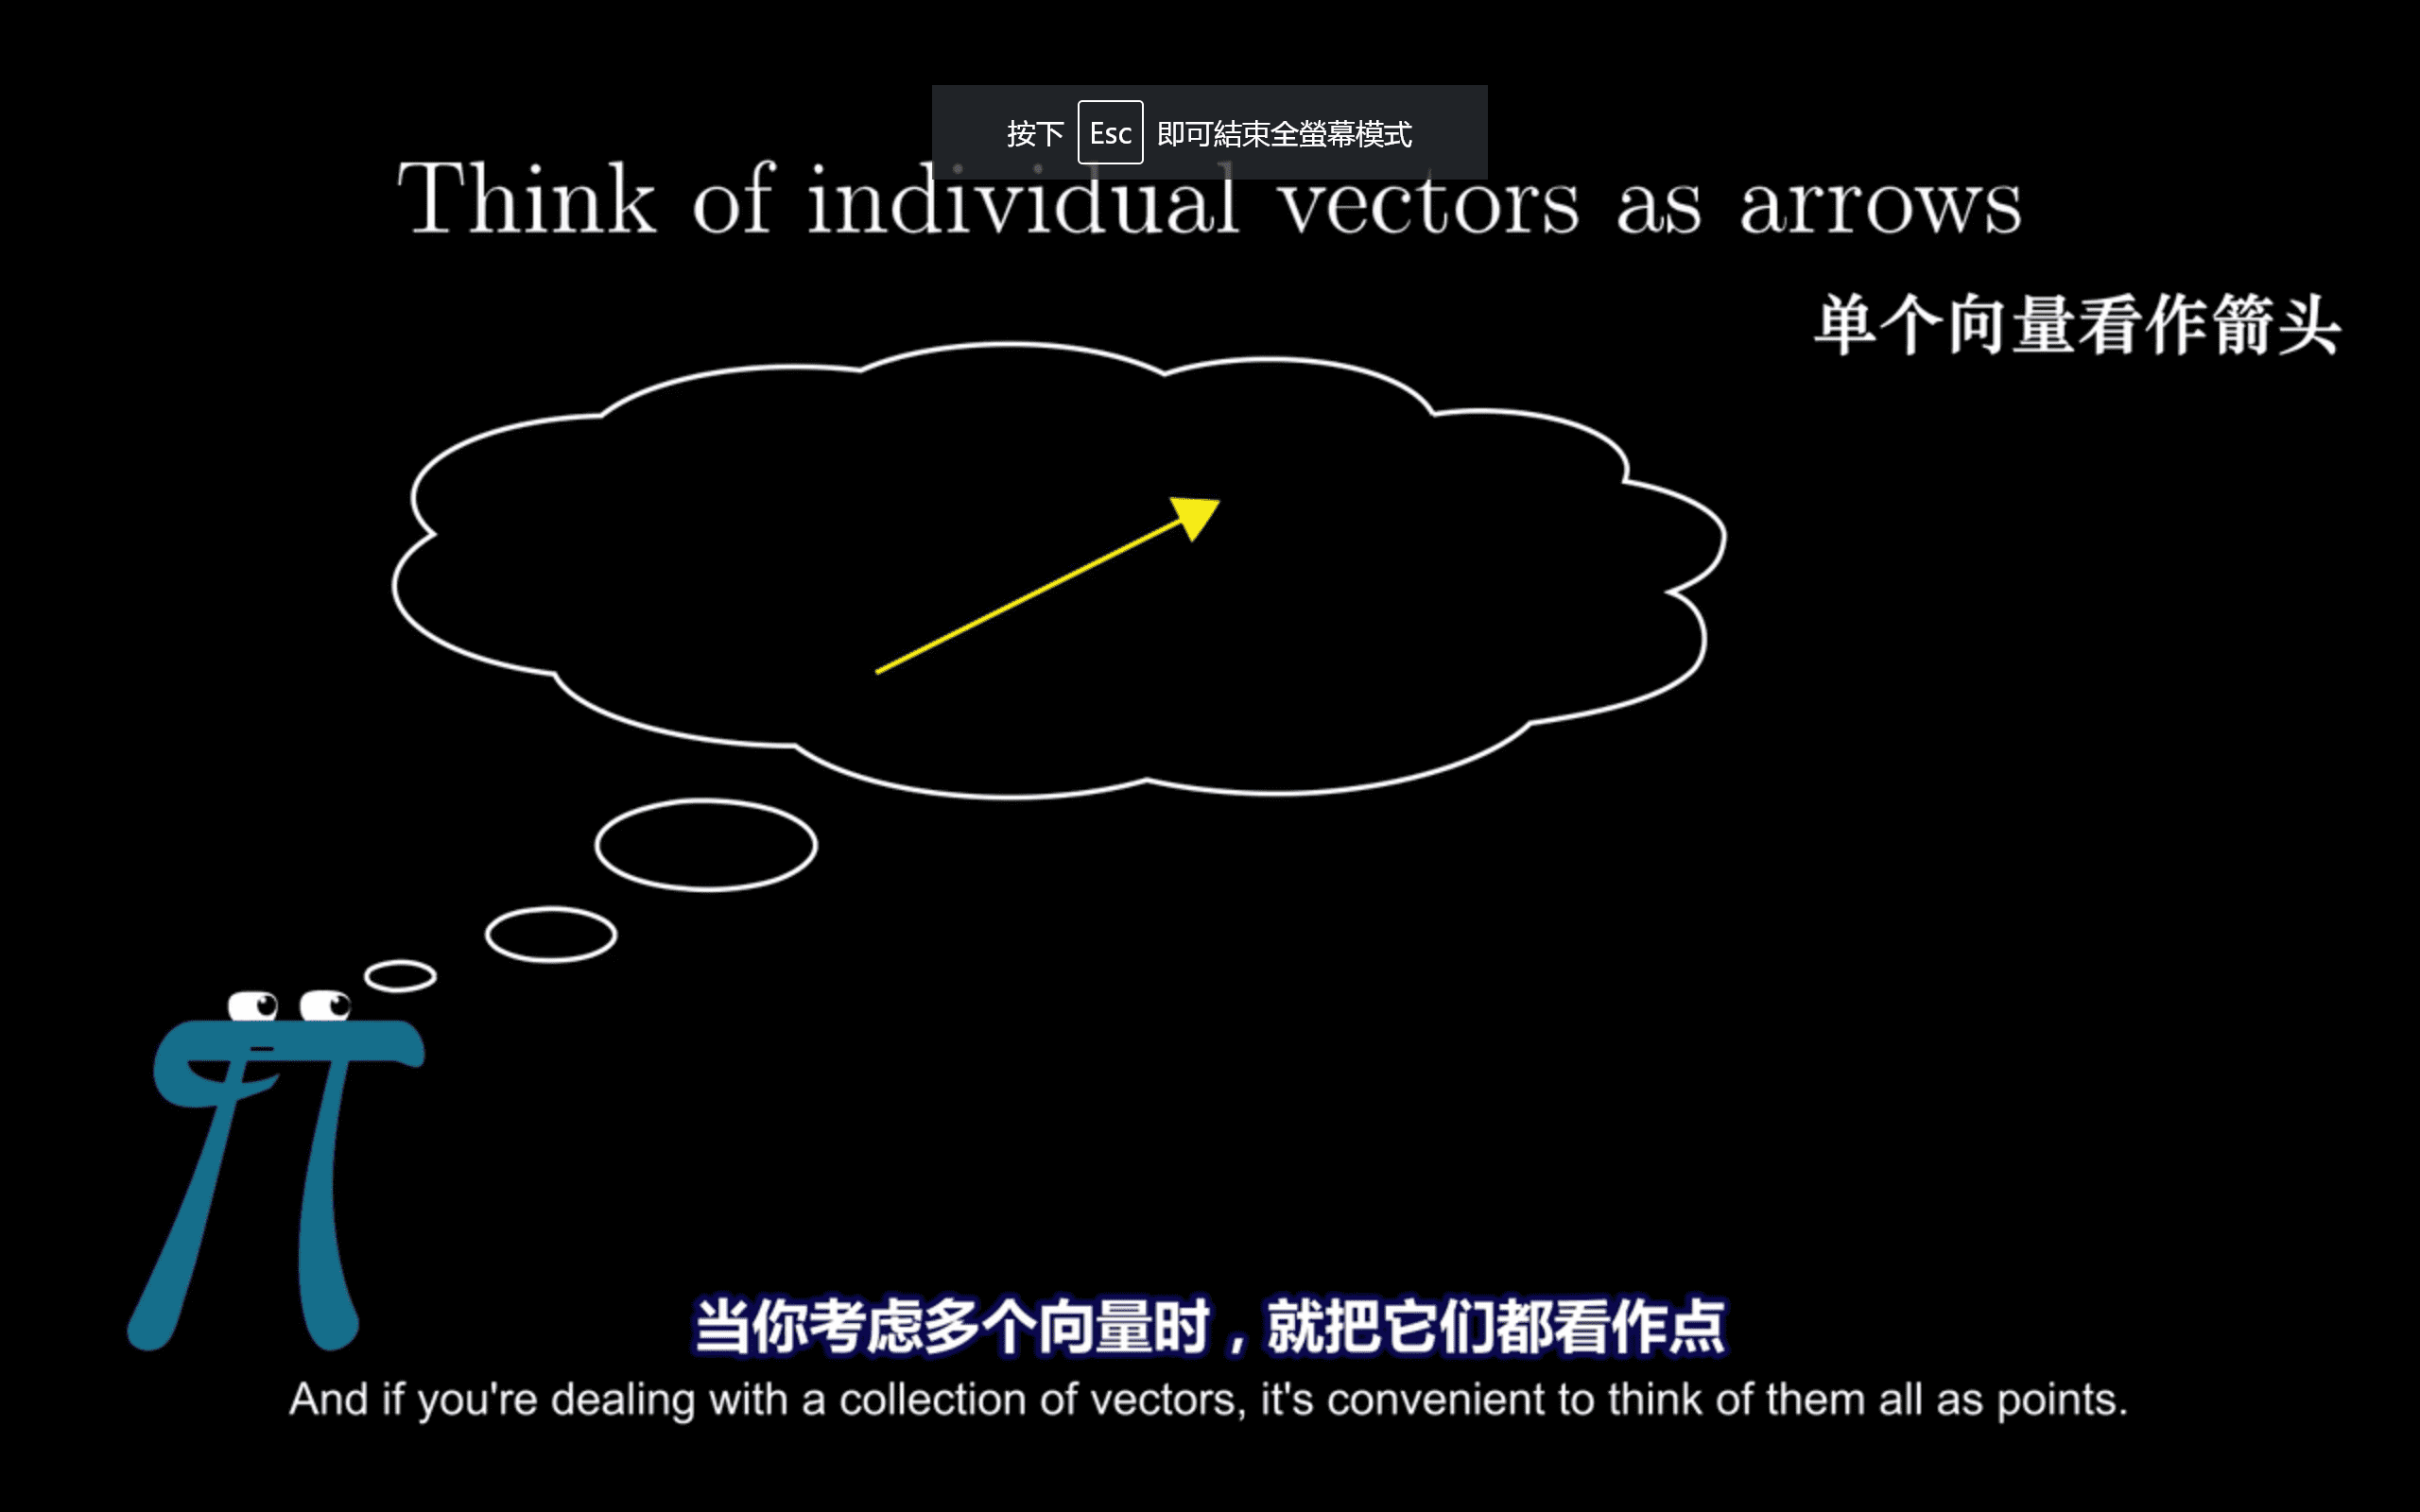 按下 Esc 即可結束全螢幕模式
Think of individual vectors as arrows
单个向量看作箭头
当你考虑多个向量时，就把它们都看作点
And if you're dealing with a collection of vectors, it's convenient to think of them all as points.